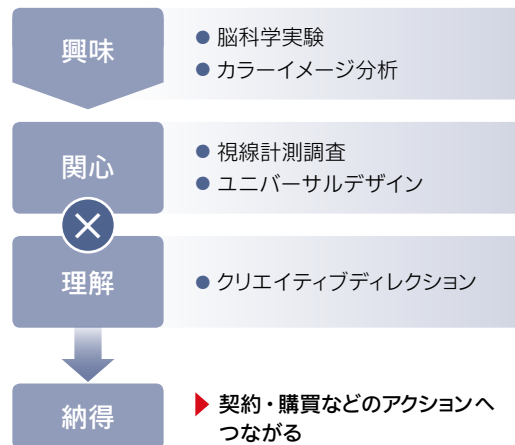 興味
● 脳科学実験
● カラーイメージ分析
関心
● 視線計測調査
● ユニバーサルデザイン
×
理解
● クリエイティブディレクション
納得
▶ 契約・購買などのアクションへ
つながる